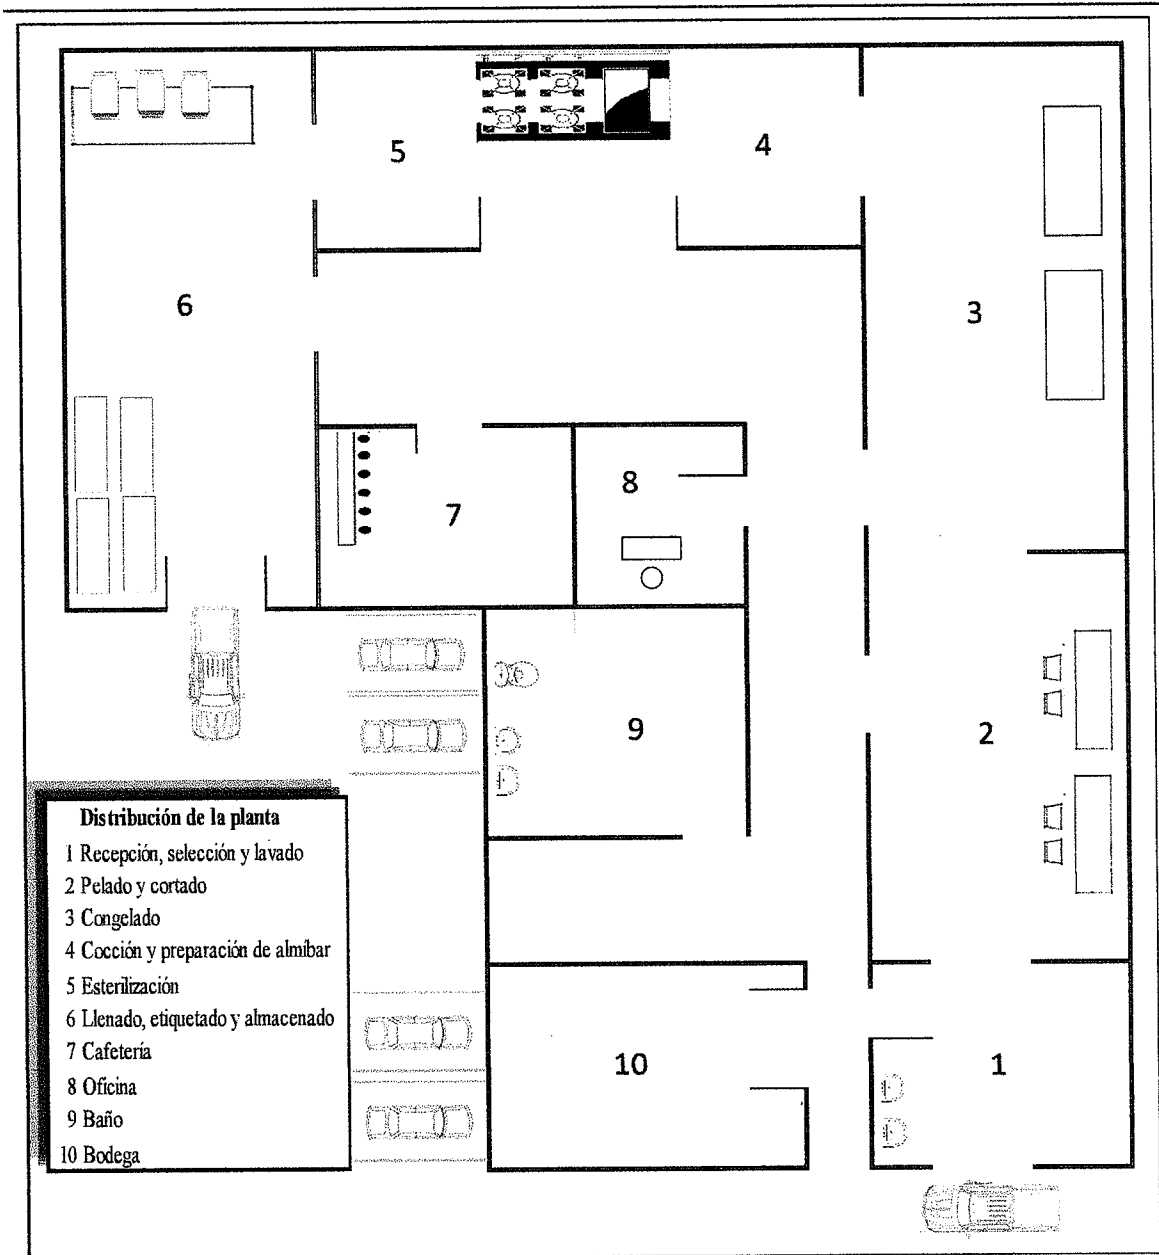 5
4
6
3
8
7
9
2
Distribución de la planta
1 Recepción, selección y lavado
2 Pelado y cortado
3 Congelado
4 Cocción y preparación de almíbar
5 Esterilización
6 Llenado, etiquetado y almacenado
7 Cafetería
8 Oficina
9 Baño
10 Bodega
10
1